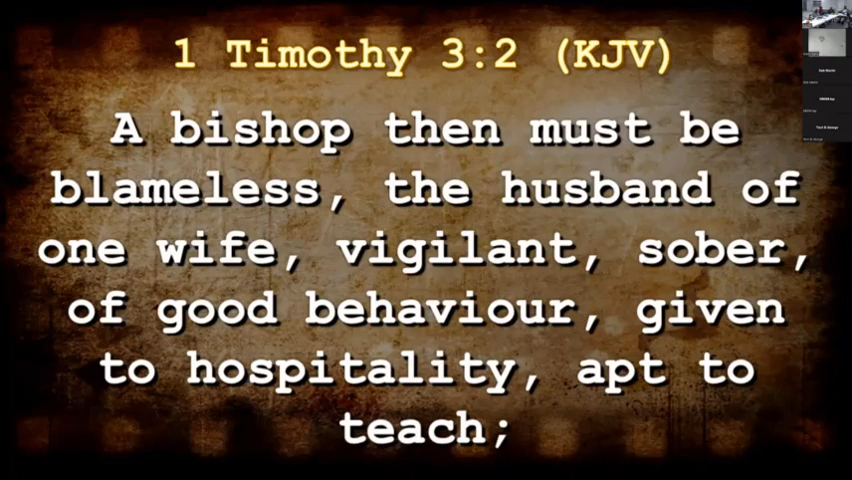 1 Timothy 3:2 (KJV)
A bishop then must be
blameless, the husband of
one wife, vigilant, sober,
of good behaviour, given
to hospitality, apt to
teach;